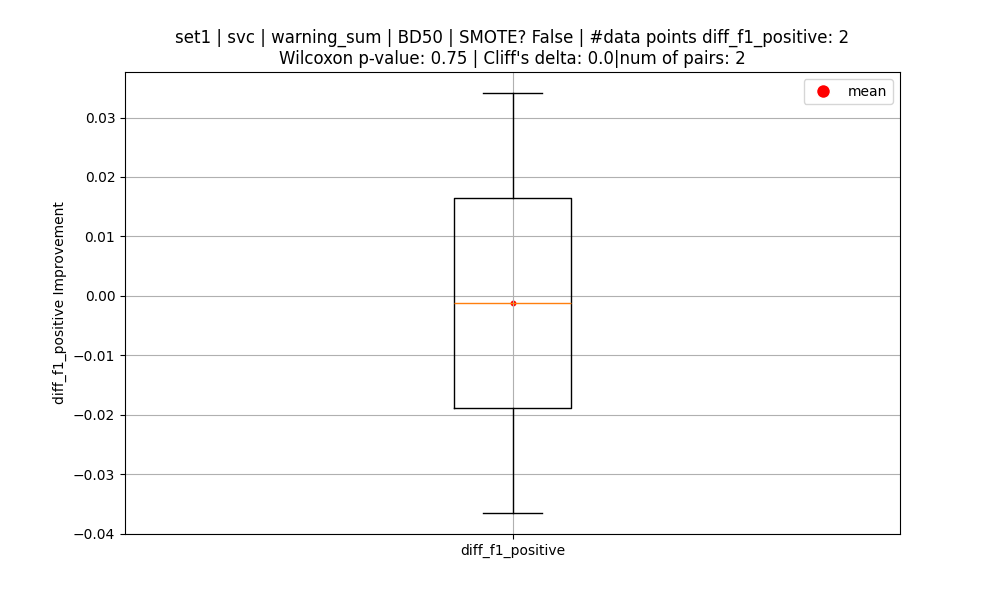 set1 | svc | warning_sum | BD50 | SMOTE? False | #data points diff_f1_positive: 2
Wilcoxon p-value: 0.75 | Cliff's delta: 0.0|num of pairs: 2
mean
diff_f1_positive Improvement
0.03
0.02
0.01
0.00
−0.01
−0.02
−0.03
−0.04
diff_f1_positive